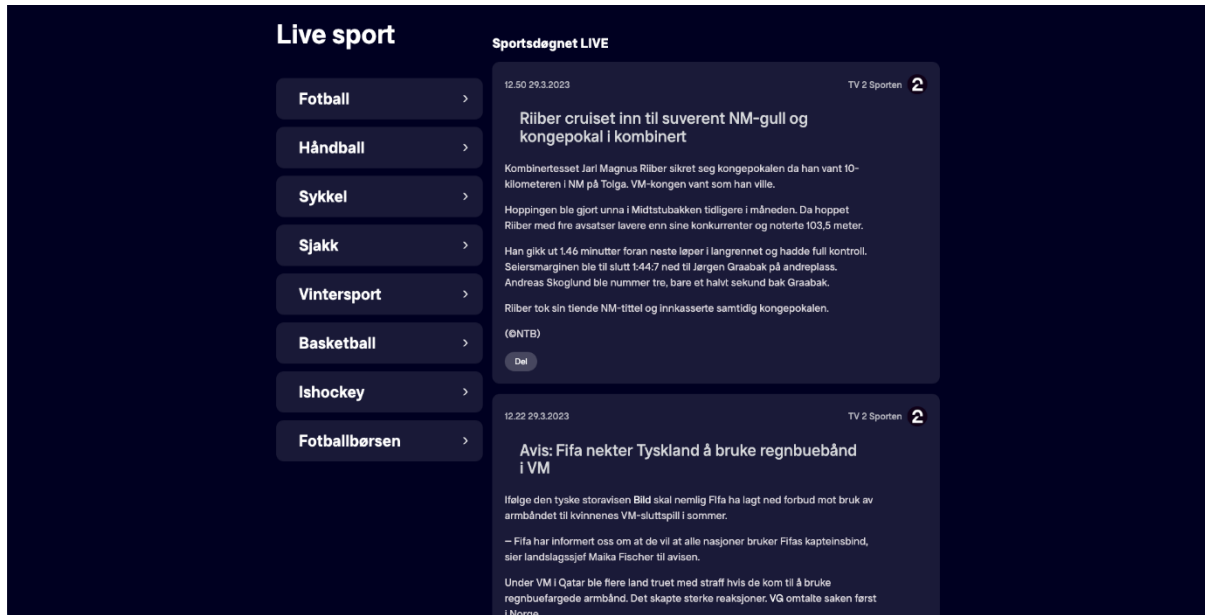 Live sport
Fotball
Håndball
Sykkel
Sjakk
Vintersport
Basketball
Ishockey
Fotballbørsen
Sportsdøgnet LIVE
12.50 29.3.2023
TV 2 Sporten 2
Riiber cruiset inn til suverent NM-gull og
kongepokal i kombinert
Kombinertesset Jarl Magnus Riiber sikret seg kongepokalen da han vant 10-
kilometeren i NM på Tolga. VM-kongen vant som han ville.
Hoppingen ble gjort unna i Midtstubakken tidligere i måneden. Da hoppet
Riiber med fire avsatser lavere enn sine konkurrenter og noterte 103,5 meter.
Han gikk ut 1.46 minutter foran neste løper i langrennet og hadde full kontroll.
Seiersmarginen ble til slutt 1:44:7 ned til Jørgen Graabak på andreplass.
Andreas Skoglund ble nummer tre, bare et halvt sekund bak Graabak.
Riiber tok sin tiende NM-tittel og innkasserte samtidig kongepokalen.
(©NTB)
Del
12.22 29.3.2023
TV 2 Sporten 2
Avis: Fifa nekter Tyskland å bruke regnbuebånd
i VM
Ifølge den tyske storavisen Bild skal nemlig FIfa ha lagt ned forbud mot bruk av
armbåndet til kvinnenes VM-sluttspill i sommer.
– Fifa har informert oss om at de vil at alle nasjoner bruker Fifas kapteinsbind,
sier landslagssjef Maika Fischer til avisen.
Under VM i Qatar ble flere land truet med straff hvis de kom til å bruke
regnbuefargede armbånd. Det skapte sterke reaksjoner. VG omtalte saken først
i Norge.